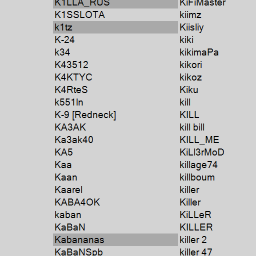 K1LLA_RUS KiFiMaster
K1SSLOTA kiimz
k1tz Kiisliy
K-24 kiki
k34 kikimaPa
K43512 kikori
K4KTYC kikoz
K4RteS Kiku
k551ln kill
K-9 [Redneck] KILL
KA3AK kill bill
Ka3ak40 KILL_ME
KA5 KiLl3rMoD
Kaa killage74
Kaan killboum
Kaarel killer
KABA4OK Killer
kaban KiLLeR
KaBaN KILLER
Kabananas killer 2
KaBaNSpb killer 47